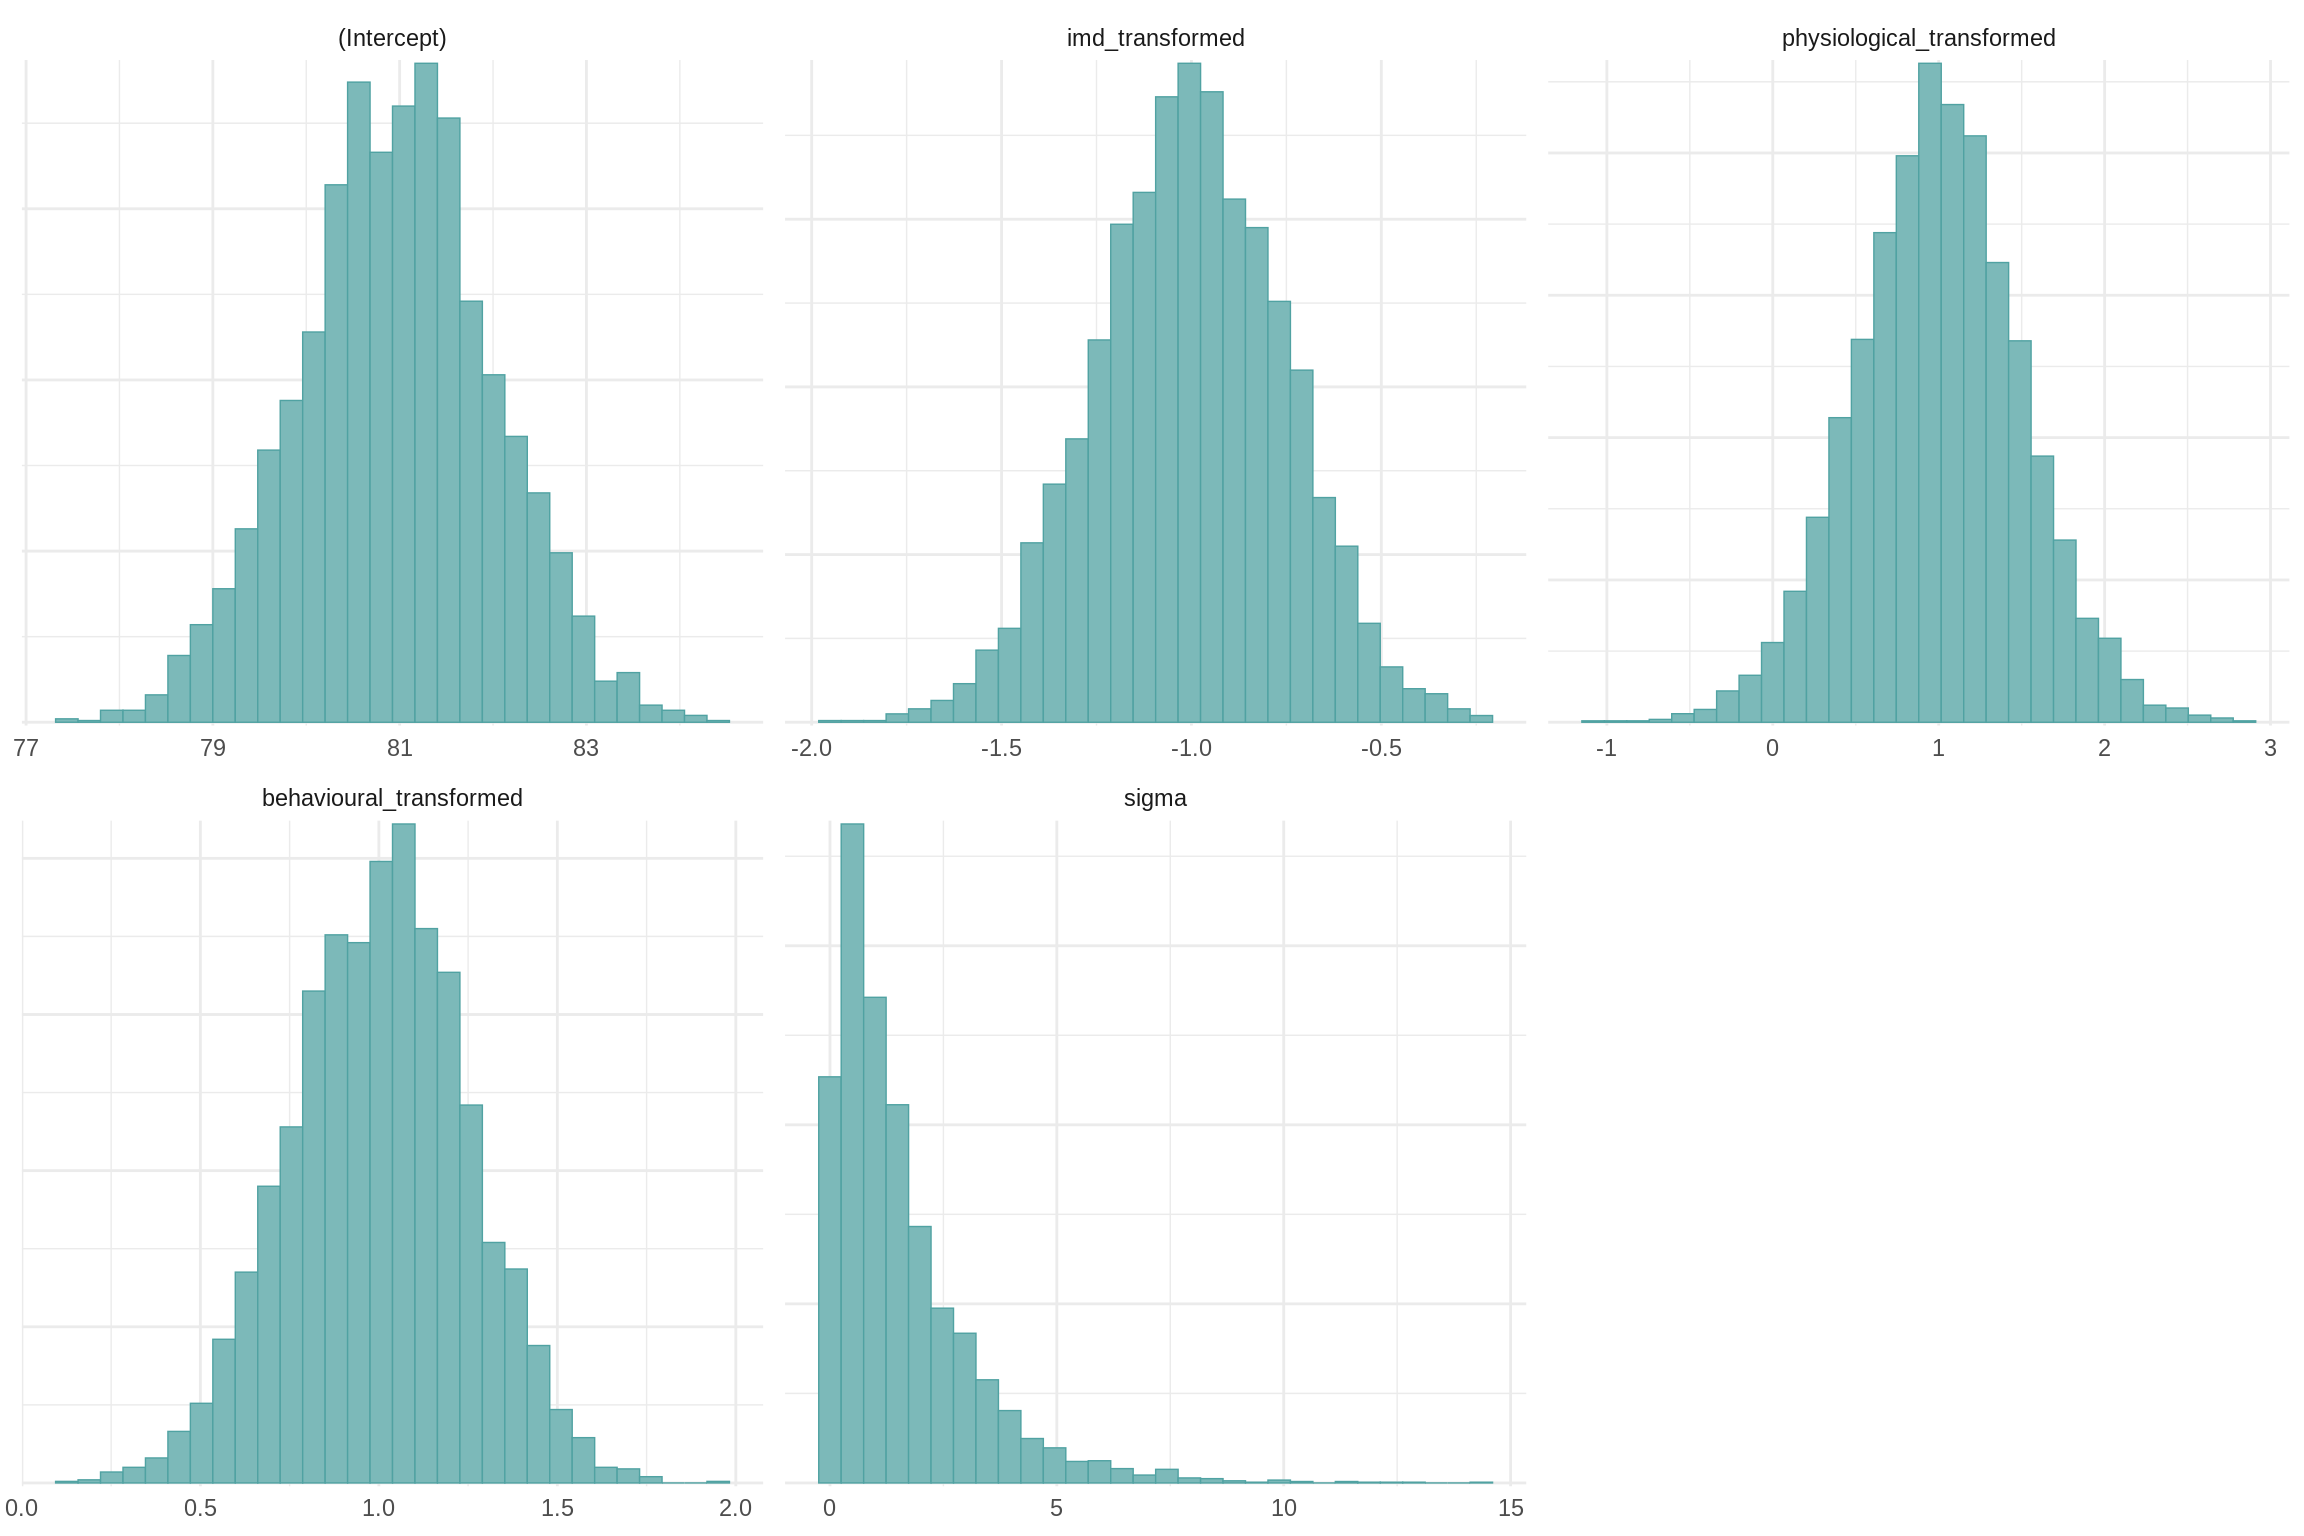 (Intercept)
imd_transformed
physiological_transformed
77 79 81 83
-2.0 -1.5 -1.0 -0.5
-1 0 1 2 3
behavioural_transformed
sigma
0.0 0.5 1.0 1.5 2.0
0 5 10 15